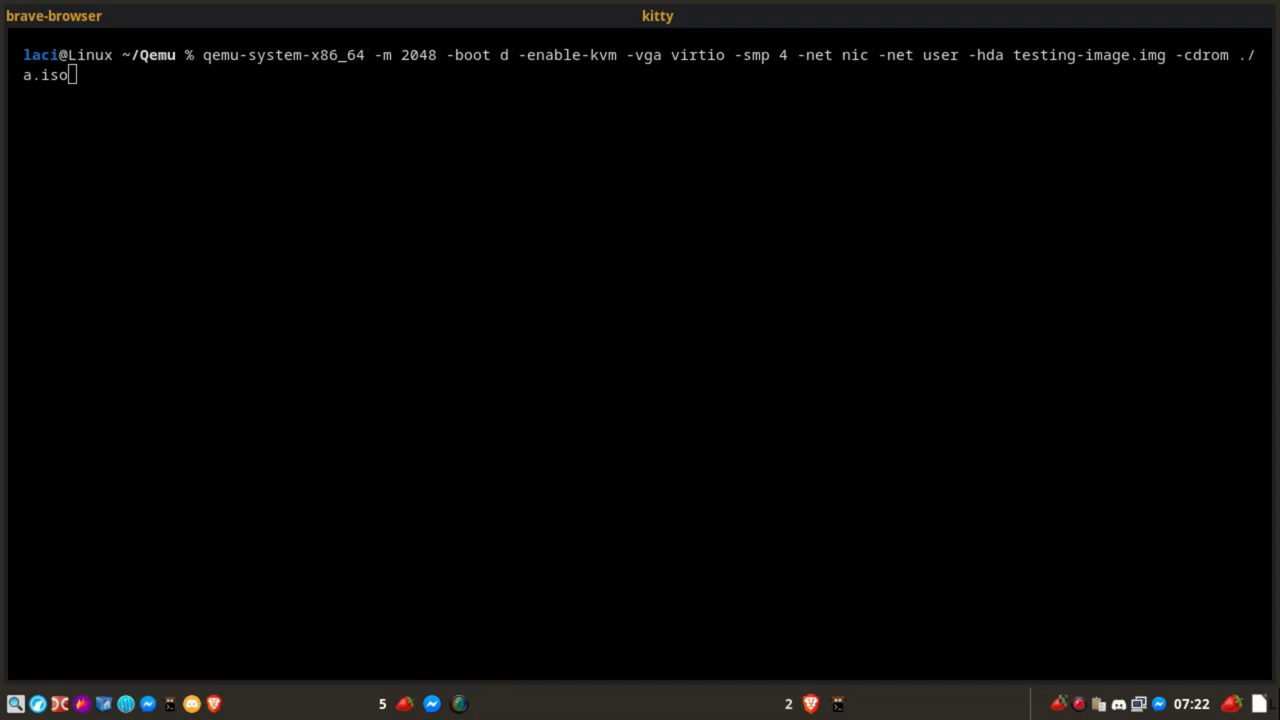 brave-browser
kitty
laci@Linux ~/Qemu % qemu-system-x86_64 -m 2048 -boot d -enable-kvm -vga virtio -smp 4 -net nic -net user -hda testing-image.img -cdrom ./
a.iso
5
2
07:22